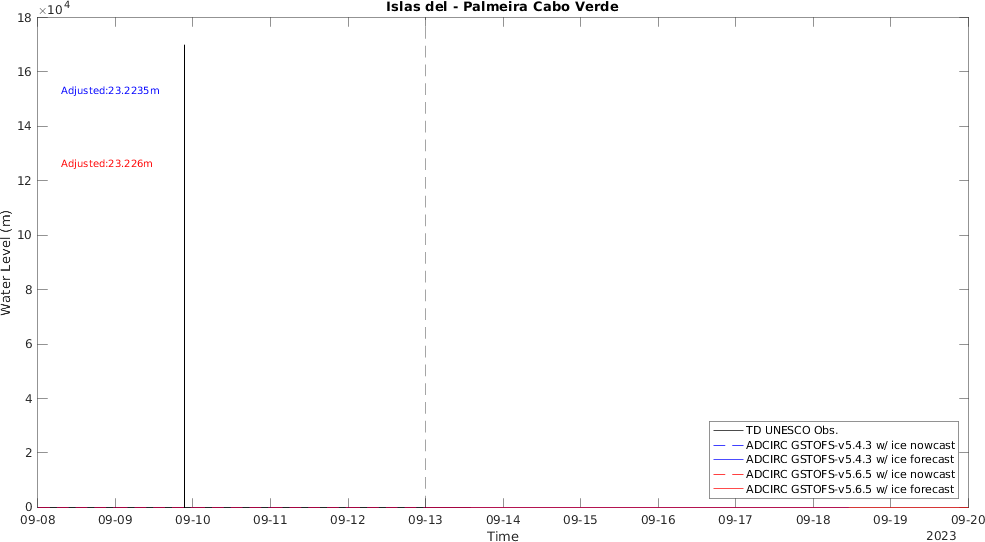 Islas del - Palmeira Cabo Verde
×10⁴
18
16
14
12
10
8
6
4
2
0
Water Level (m)
Adjusted:23.2235m
Adjusted:23.226m
TD UNESCO Obs.
ADCIRC GSTOFS-v5.4.3 w/ ice nowcast
ADCIRC GSTOFS-v5.4.3 w/ ice forecast
ADCIRC GSTOFS-v5.6.5 w/ ice nowcast
ADCIRC GSTOFS-v5.6.5 w/ ice forecast
09-08 09-09 09-10 09-11 09-12 09-13 09-14 09-15 09-16 09-17 09-18 09-19 09-20
Time
2023